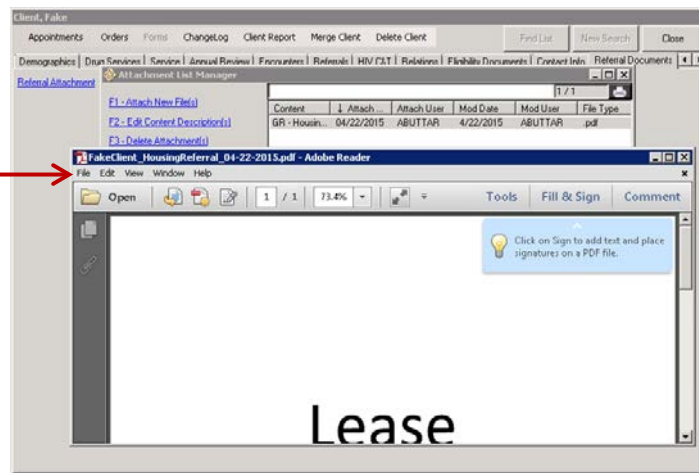 Client, Fake
Appointments Orders Forms ChangeLog Client Report Merge Client Delete Client Find List New Search Close
Demographics Drug Services Service Annual Review Encounters Referrals HIV C&T Relations Eligibility Documents Contact Info Referral Documents
Referral Attachment
Attachment List Manager
1 / 1
F1 - Attach New File(s)
F2 - Edit Content Description(s)
F3 - Delete Attachment(s)
Content ↓ Attach ... Attach User Mod Date Mod User File Type
GR - Housin... 04/22/2015 ABUTTAR 4/22/2015 ABUTTAR .pdf
FakeClient_HousingReferral_04-22-2015.pdf - Adobe Reader
File Edit View Window Help
Open 1 / 1 73.4% Tools Fill & Sign Comment
Click on Sign to add text and place
signatures on a PDF file.
Lease